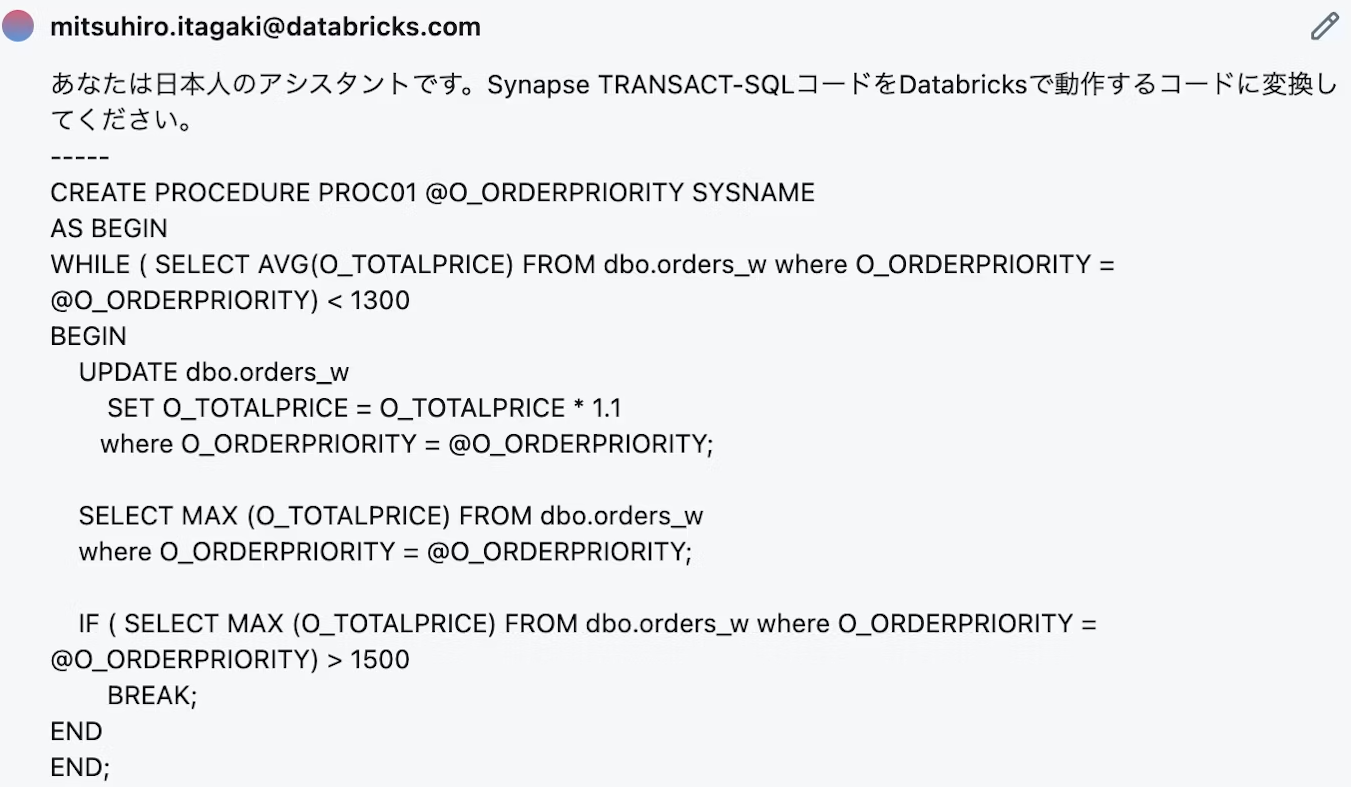 mitsuhiro.itagaki@databricks.com
あなたは日本人のアシスタントです。Synapse TRANSACT-SQLコードをDatabricksで動作するコードに変換し
てください。
-----
CREATE PROCEDURE PROC01 @O_ORDERPRIORITY SYSNAME
AS BEGIN
WHILE ( SELECT AVG(O_TOTALPRICE) FROM dbo.orders_w where O_ORDERPRIORITY =
@O_ORDERPRIORITY) < 1300
BEGIN
    UPDATE dbo.orders_w
        SET O_TOTALPRICE = O_TOTALPRICE * 1.1
       where O_ORDERPRIORITY = @O_ORDERPRIORITY;

    SELECT MAX (O_TOTALPRICE) FROM dbo.orders_w
    where O_ORDERPRIORITY = @O_ORDERPRIORITY;

    IF ( SELECT MAX (O_TOTALPRICE) FROM dbo.orders_w where O_ORDERPRIORITY =
@O_ORDERPRIORITY) > 1500
        BREAK;
END
END;